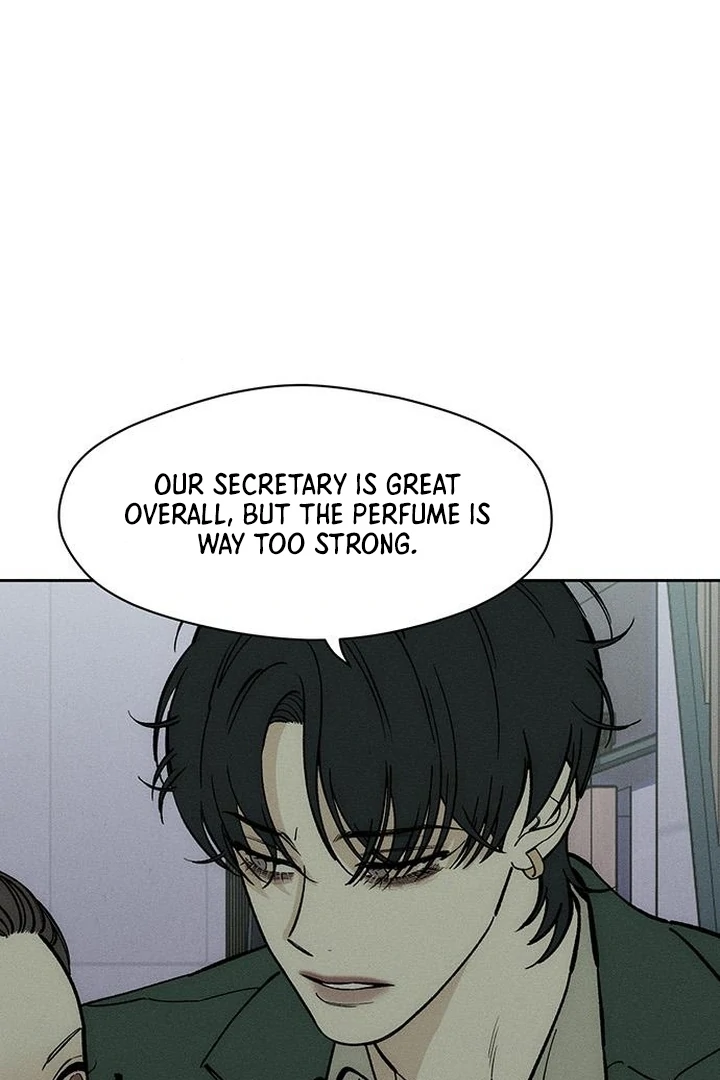 OUR SECRETARY IS GREAT
OVERALL, BUT THE PERFUME IS
WAY TOO STRONG.